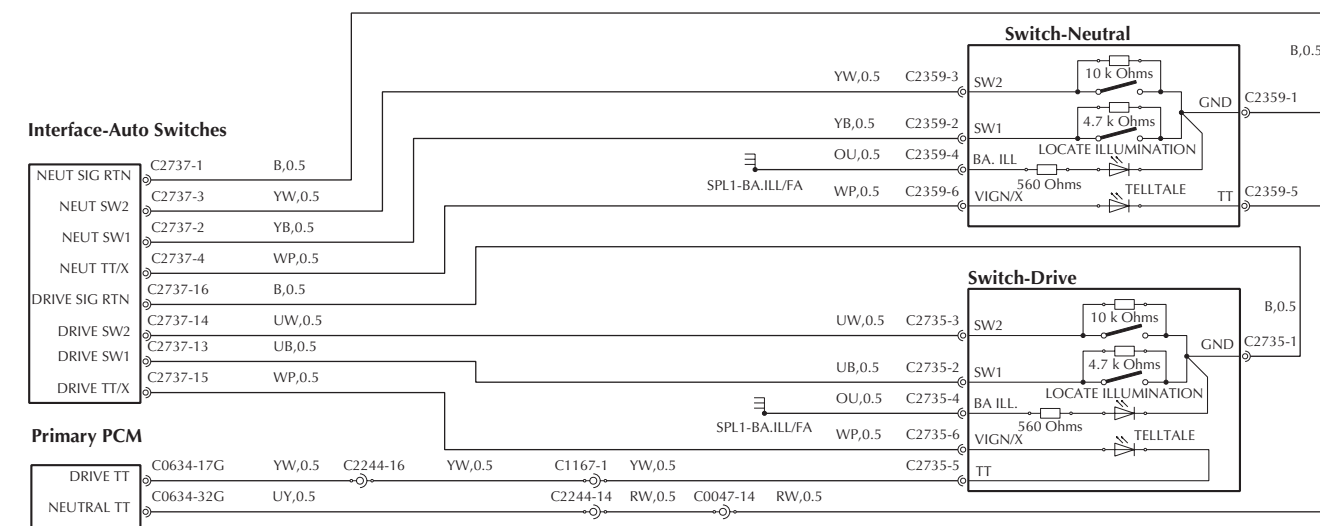 Switch-Neutral
B,0.5
10 k Ohms
YW,0.5 C2359-3 SW2
GND C2359-1
4.7 k Ohms
YB,0.5 C2359-2 SW1
LOCATE ILLUMINATION
OU,0.5 C2359-4 BA. ILL
SPL1-BA.ILL/FA
560 Ohms
TELLTALE
WP,0.5 C2359-6 VIGN/X
TT C2359-5
Interface-Auto Switches
NEUT SIG RTN C2737-1 B,0.5
NEUT SW2 C2737-3 YW,0.5
NEUT SW1 C2737-2 YB,0.5
NEUT TT/X C2737-4 WP,0.5
DRIVE SIG RTN C2737-16 B,0.5
DRIVE SW2 C2737-14 UW,0.5
DRIVE SW1 C2737-13 UB,0.5
DRIVE TT/X C2737-15 WP,0.5
Switch-Drive
B,0.5
10 k Ohms
UW,0.5 C2735-3 SW2
GND C2735-1
4.7 k Ohms
UB,0.5 C2735-2 SW1
LOCATE ILLUMINATION
OU,0.5 C2735-4 BA ILL.
SPL1-BA.ILL/FA
560 Ohms
TELLTALE
WP,0.5 C2735-6 VIGN/X
C2735-5 TT
Primary PCM
DRIVE TT C0634-17G YW,0.5 C2244-16 YW,0.5 C1167-1 YW,0.5
NEUTRAL TT C0634-32G UY,0.5 C2244-14 RW,0.5 C0047-14 RW,0.5